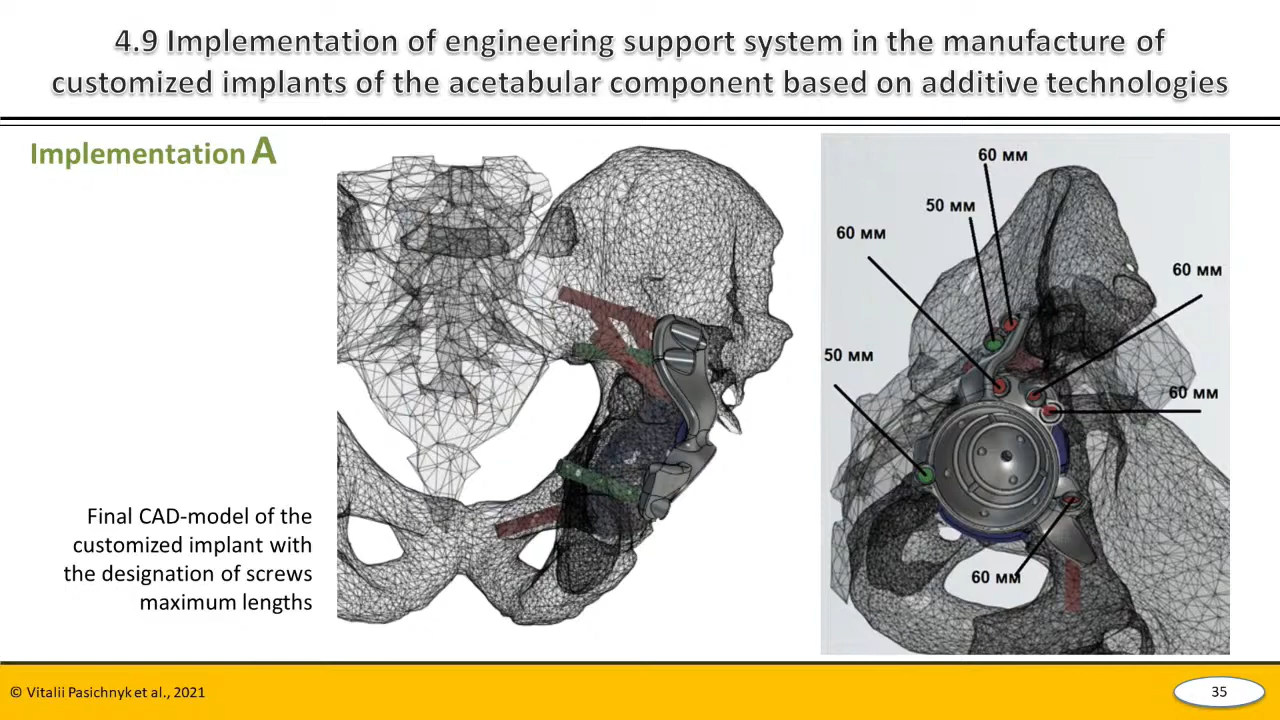 4.9 Implementation of engineering support system in the manufacture of
customized implants of the acetabular component based on additive technologies
Implementation A
60 мм
50 мм
60 мм
60 мм
50 мм
60 мм
60 мм
Final CAD-model of the
customized implant with
the designation of screws
maximum lengths
© Vitalii Pasichnyk et al., 2021
35